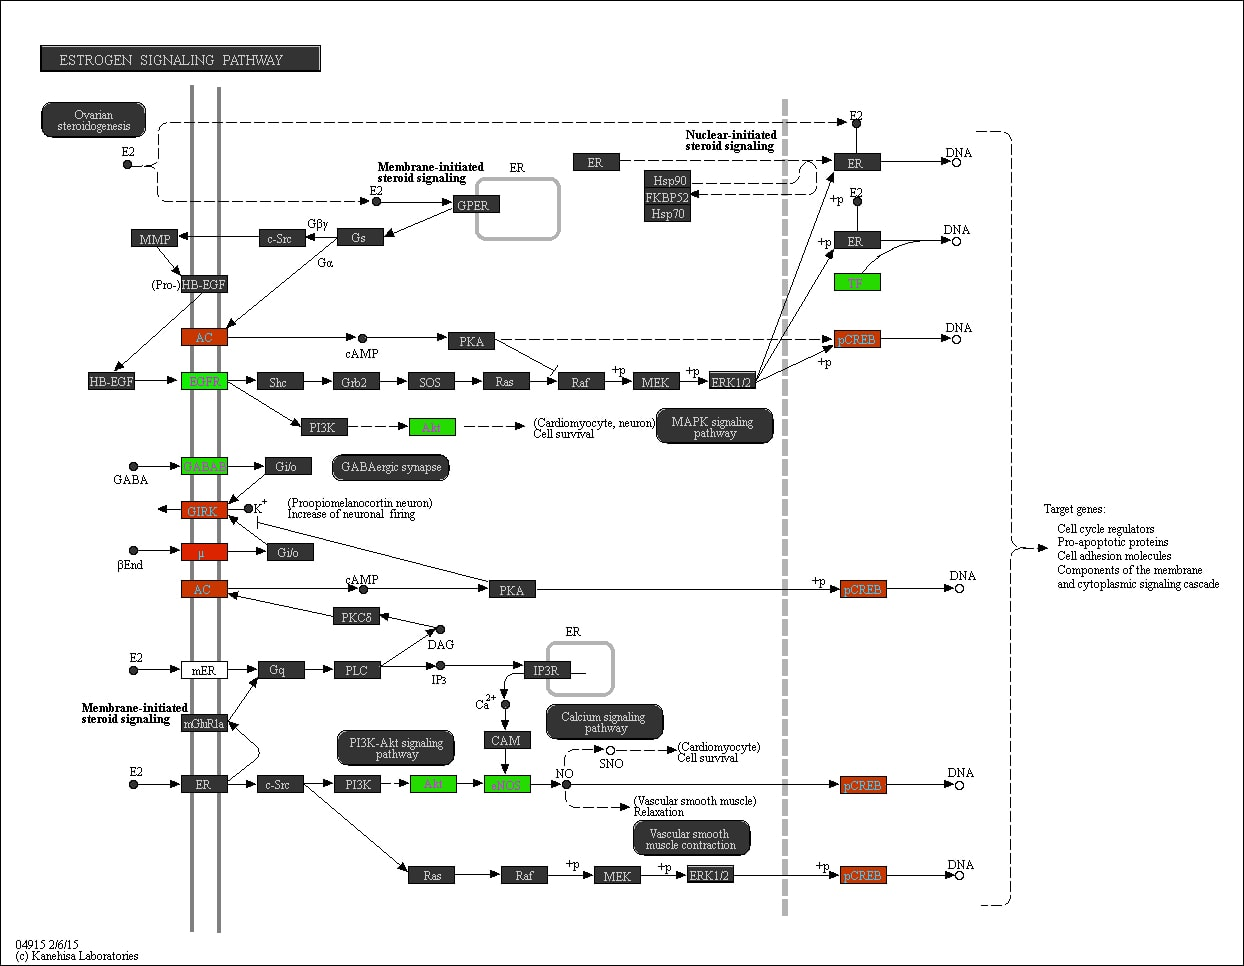 ESTROGEN SIGNALING PATHWAY
Ovarian
steroidogenesis
E2
E2
Nuclear-initiated
steroid signaling
DNA
ER
ER
Membrane-initiated
steroid signaling
ER
Hsp90
FKBP52
Hsp70
E2
GPER
+p
E2
Gβγ
MMP
c-Src
Gs
+p
ER
DNA
Gα
(Pro-)
HB-EGF
TF
AC
cAMP
PKA
pCREB
DNA
+p
HB-EGF
EGFR
Shc
Grb2
SOS
Ras
Raf
+p
MEK
+p
ERK1/2
PI3K
Akt
(Cardiomyocyte, neuron)
Cell survival
MAPK signaling
pathway
GABA
GABAB
Gi/o
GABAergic synapse
GIRK
K+
(Propiomelanocortin neuron)
Increase of neuronal firing
Target genes:
Cell cycle regulators
Pro-apoptotic proteins
Cell adhesion molecules
Components of the membrane
and cytoplasmic signaling cascade
βEnd
μ
Gi/o
AC
cAMP
PKA
+p
pCREB
DNA
PKCδ
DAG
E2
mER
Gq
PLC
IP3
IP3R
ER
Membrane-initiated
steroid signaling
mGluR1a
Ca2+
CAM
Calcium signaling
pathway
PI3K-Akt signaling
pathway
(Cardiomyocyte)
Cell survival
SNO
NO
E2
ER
c-Src
PI3K
Akt
eNOS
pCREB
DNA
(Vascular smooth muscle)
Relaxation
Vascular smooth
muscle contraction
Ras
Raf
+p
MEK
+p
ERK1/2
+p
pCREB
DNA
04915 2/6/15
(c) Kanehisa Laboratories